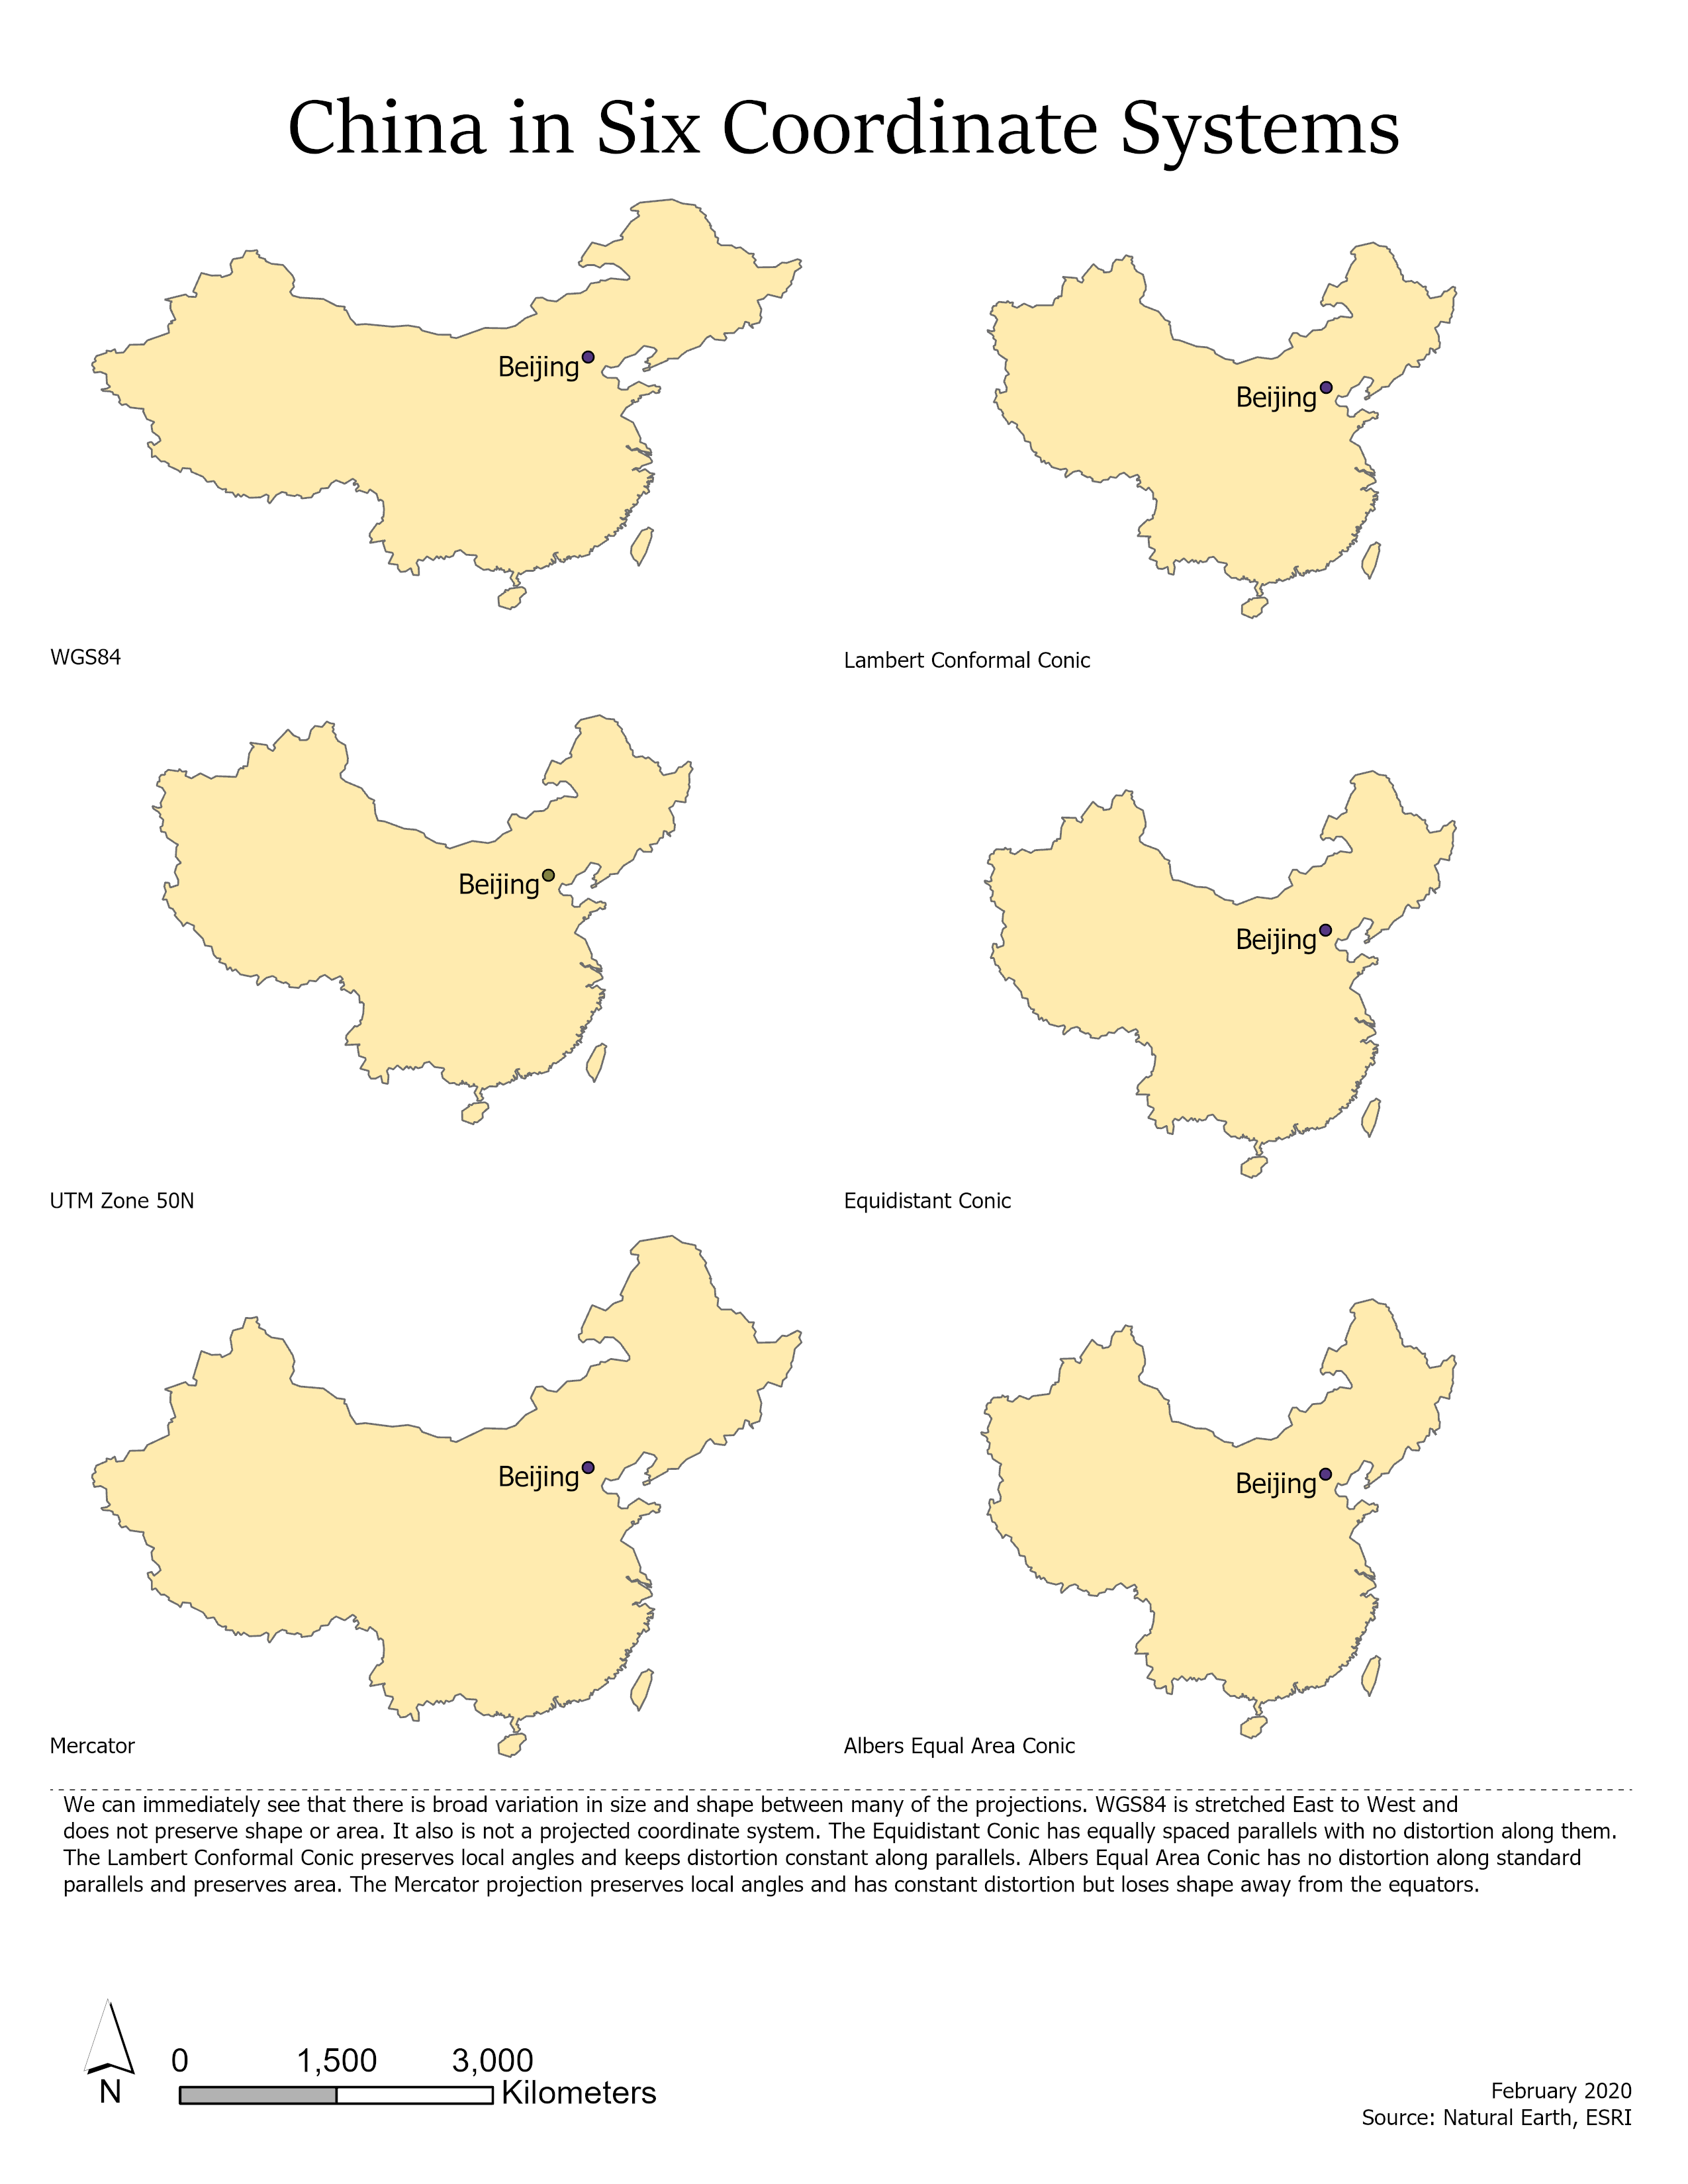 China in Six Coordinate Systems
Beijing
Beijing
WGS84
Lambert Conformal Conic
Beijing
Beijing
UTM Zone 50N
Equidistant Conic
Beijing
Beijing
Mercator
Albers Equal Area Conic
We can immediately see that there is broad variation in size and shape between many of the projections. WGS84 is stretched East to West and
does not preserve shape or area. It also is not a projected coordinate system. The Equidistant Conic has equally spaced parallels with no distortion along them.
The Lambert Conformal Conic preserves local angles and keeps distortion constant along parallels. Albers Equal Area Conic has no distortion along standard
parallels and preserves area. The Mercator projection preserves local angles and has constant distortion but loses shape away from the equators.
0 1,500 3,000
N Kilometers
February 2020
Source: Natural Earth, ESRI